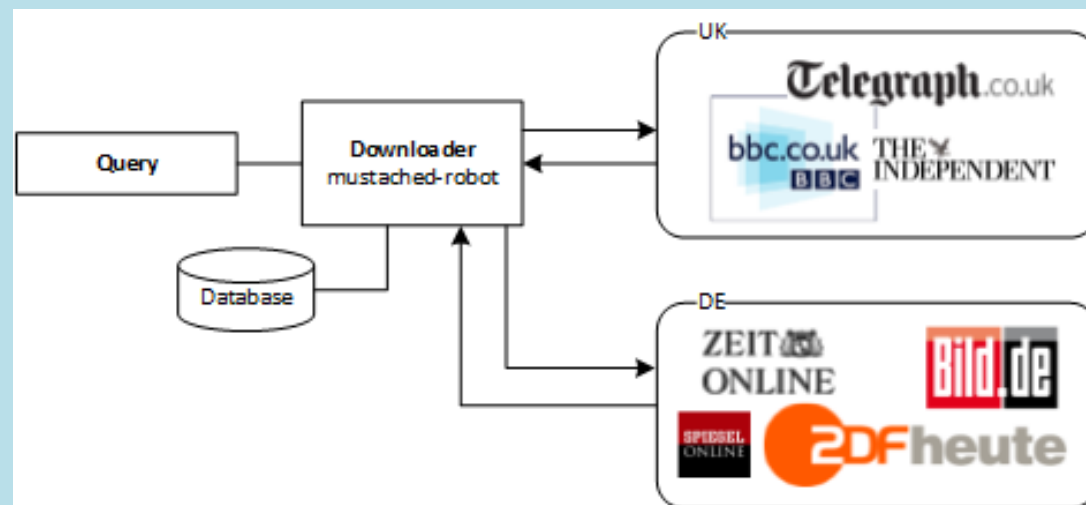 UK
Telegraph.co.uk
bbc.co.uk
BBC
THE
INDEPENDENT
Query
Downloader
mustached-robot
Database
DE
ZEIT
ONLINE
Bild.de
SPIEGEL
ONLINE
2DFheute